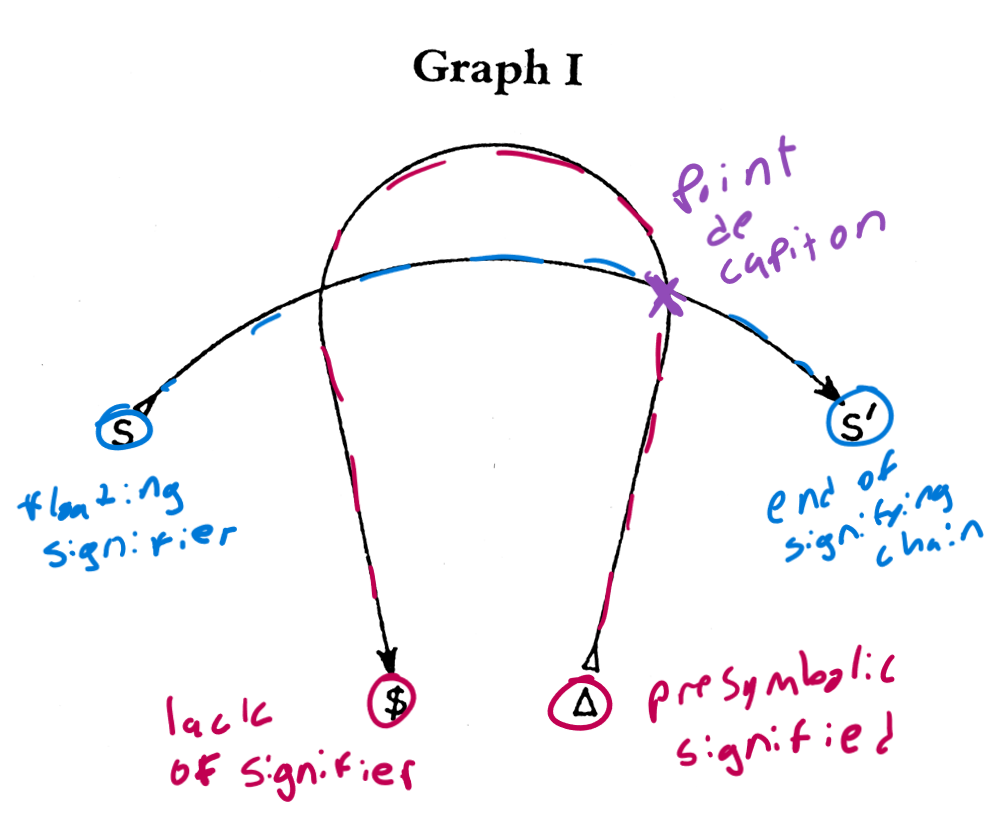 Graph I
Point
de
capiton
S
S'
floating
signifier
end of
signifying
chain
$
Δ
lack
of signifier
presymbolic
signified